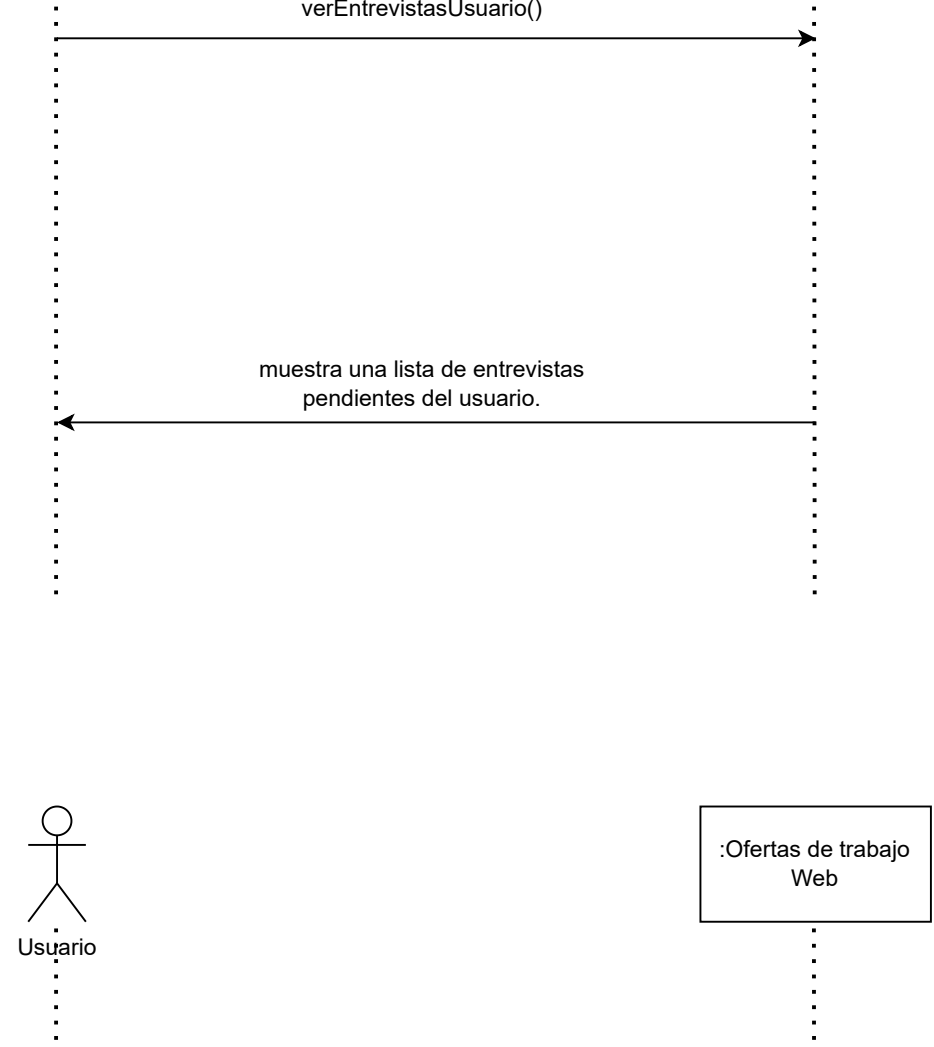 verEntrevistasUsuario()
muestra una lista de entrevistas
pendientes del usuario.
:Ofertas de trabajo
Web
Usuario